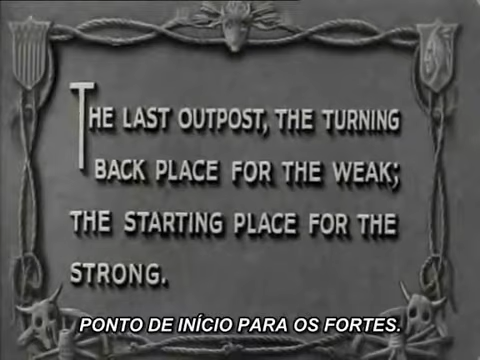 THE LAST OUTPOST, THE TURNING
BACK PLACE FOR THE WEAK;
THE STARTING PLACE FOR THE
STRONG.
PONTO DE INÍCIO PARA OS FORTES.